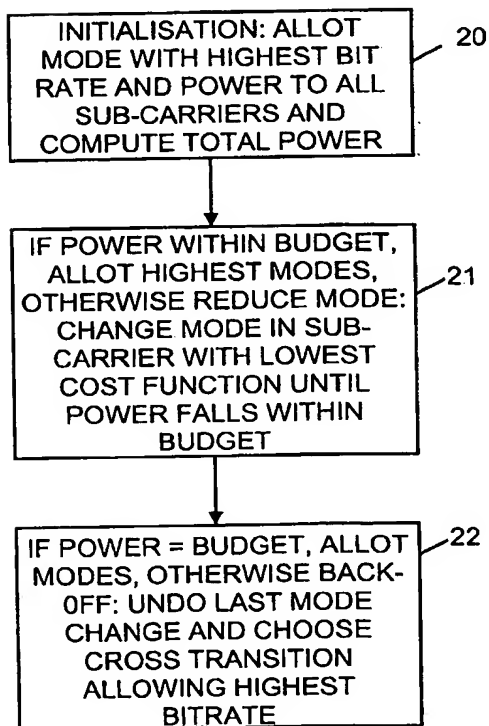 INITIALISATION: ALLOT
MODE WITH HIGHEST BIT
RATE AND POWER TO ALL
SUB-CARRIERS AND
COMPUTE TOTAL POWER
20
IF POWER WITHIN BUDGET,
ALLOT HIGHEST MODES,
OTHERWISE REDUCE MODE:
CHANGE MODE IN SUB-
CARRIER WITH LOWEST
COST FUNCTION UNTIL
POWER FALLS WITHIN
BUDGET
21
IF POWER = BUDGET, ALLOT
MODES, OTHERWISE BACK-
0FF: UNDO LAST MODE
CHANGE AND CHOOSE
CROSS TRANSITION
ALLOWING HIGHEST
BITRATE
22